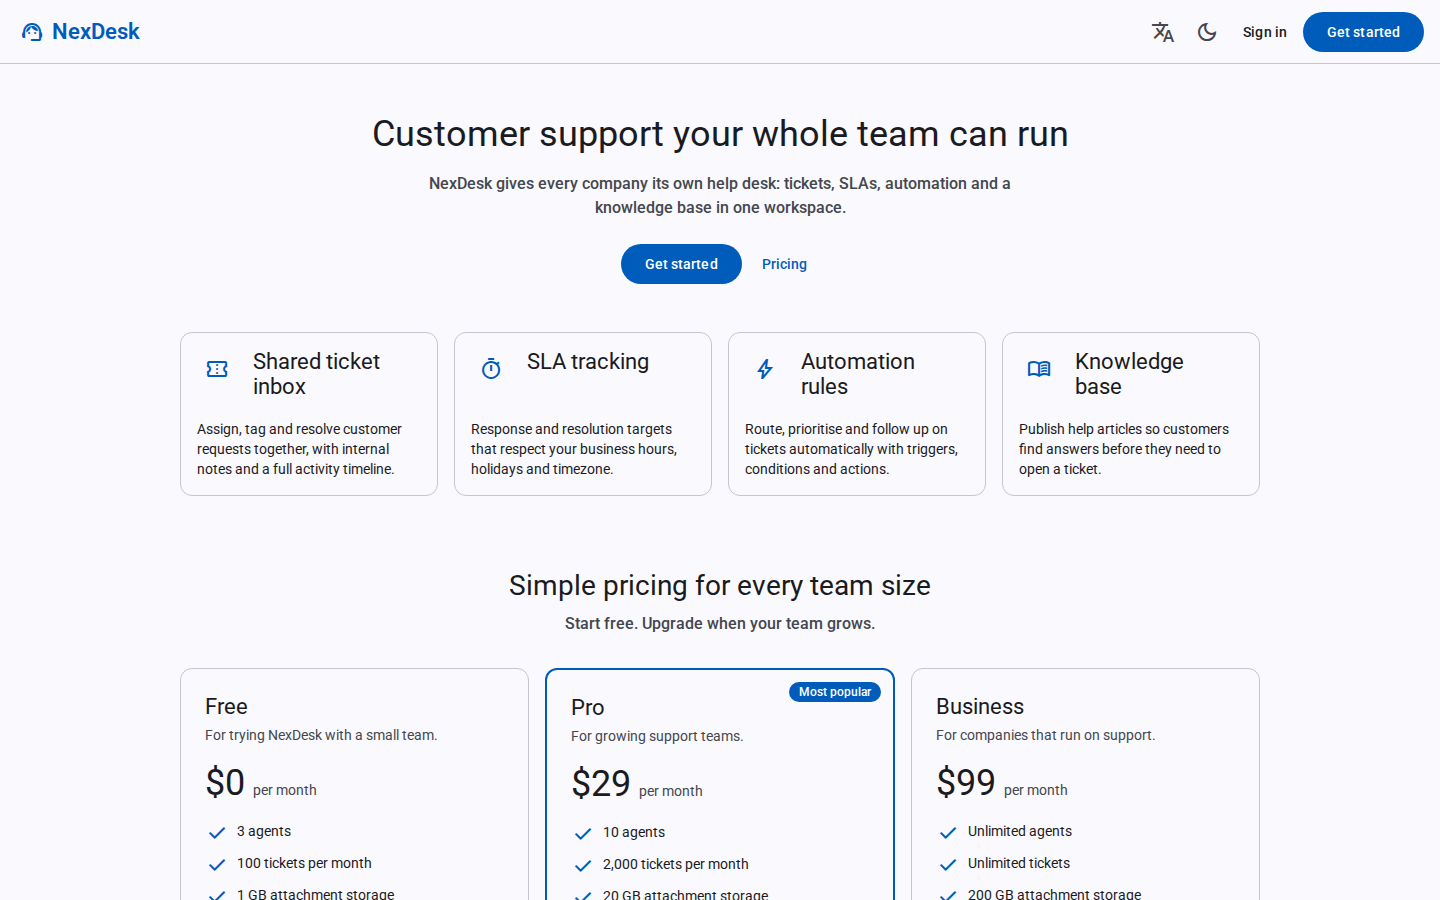 NexDesk
Sign in
Get started
Customer support your whole team can run
NexDesk gives every company its own help desk: tickets, SLAs, automation and a
knowledge base in one workspace.
Get started
Pricing
Shared ticket
inbox
Assign, tag and resolve customer
requests together, with internal
notes and a full activity timeline.
SLA tracking
Response and resolution targets
that respect your business hours,
holidays and timezone.
Automation
rules
Route, prioritise and follow up on
tickets automatically with triggers,
conditions and actions.
Knowledge
base
Publish help articles so customers
find answers before they need to
open a ticket.
Simple pricing for every team size
Start free. Upgrade when your team grows.
Free
For trying NexDesk with a small team.
$0 per month
3 agents
100 tickets per month
1 GB attachment storage
Most popular
Pro
For growing support teams.
$29 per month
10 agents
2,000 tickets per month
20 GB attachment storage
Business
For companies that run on support.
$99 per month
Unlimited agents
Unlimited tickets
200 GB attachment storage